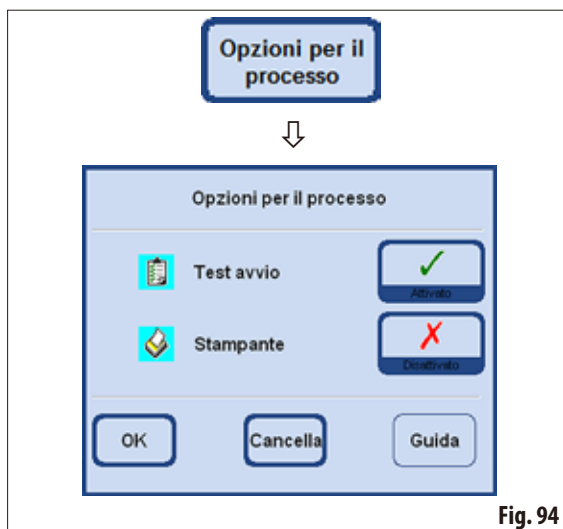 Opzioni per il
processo
Opzioni per il processo
Test avvio
Attivato
Stampante
Disattivato
OK
Cancella
Guida
Fig. 94